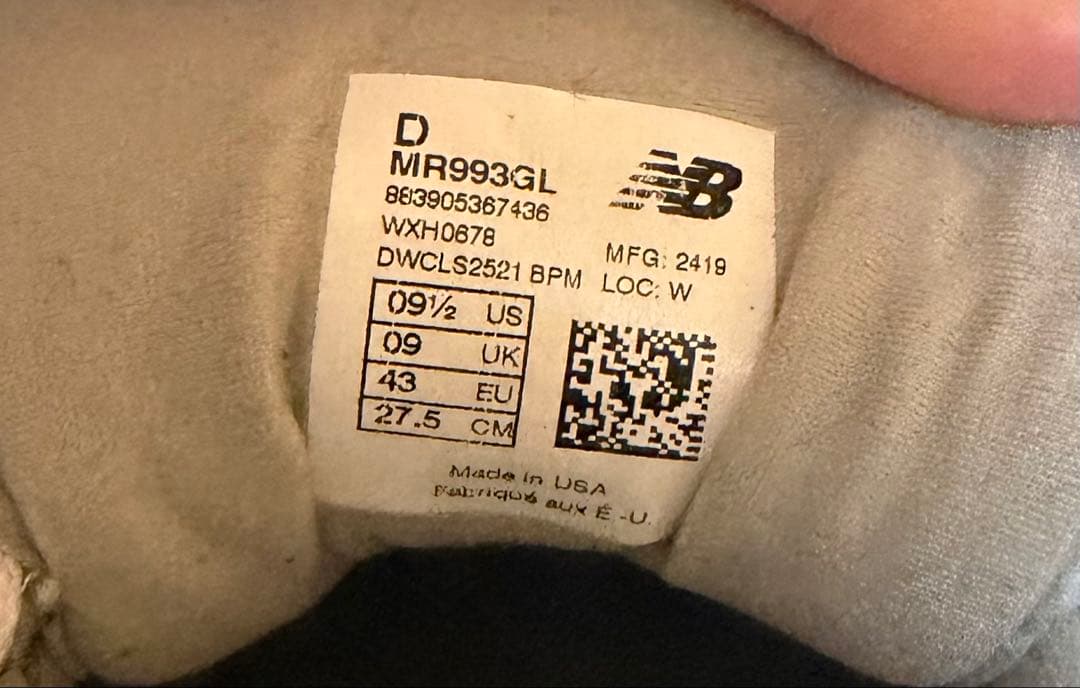 D
MR993GL
883905367436
WXH0678
DWCLS2521 BPM
NB
MFG: 2419
LOC: W
09½ US
09 UK
43 EU
27.5 CM
Made in USA
Fabriqué aux É.-U.